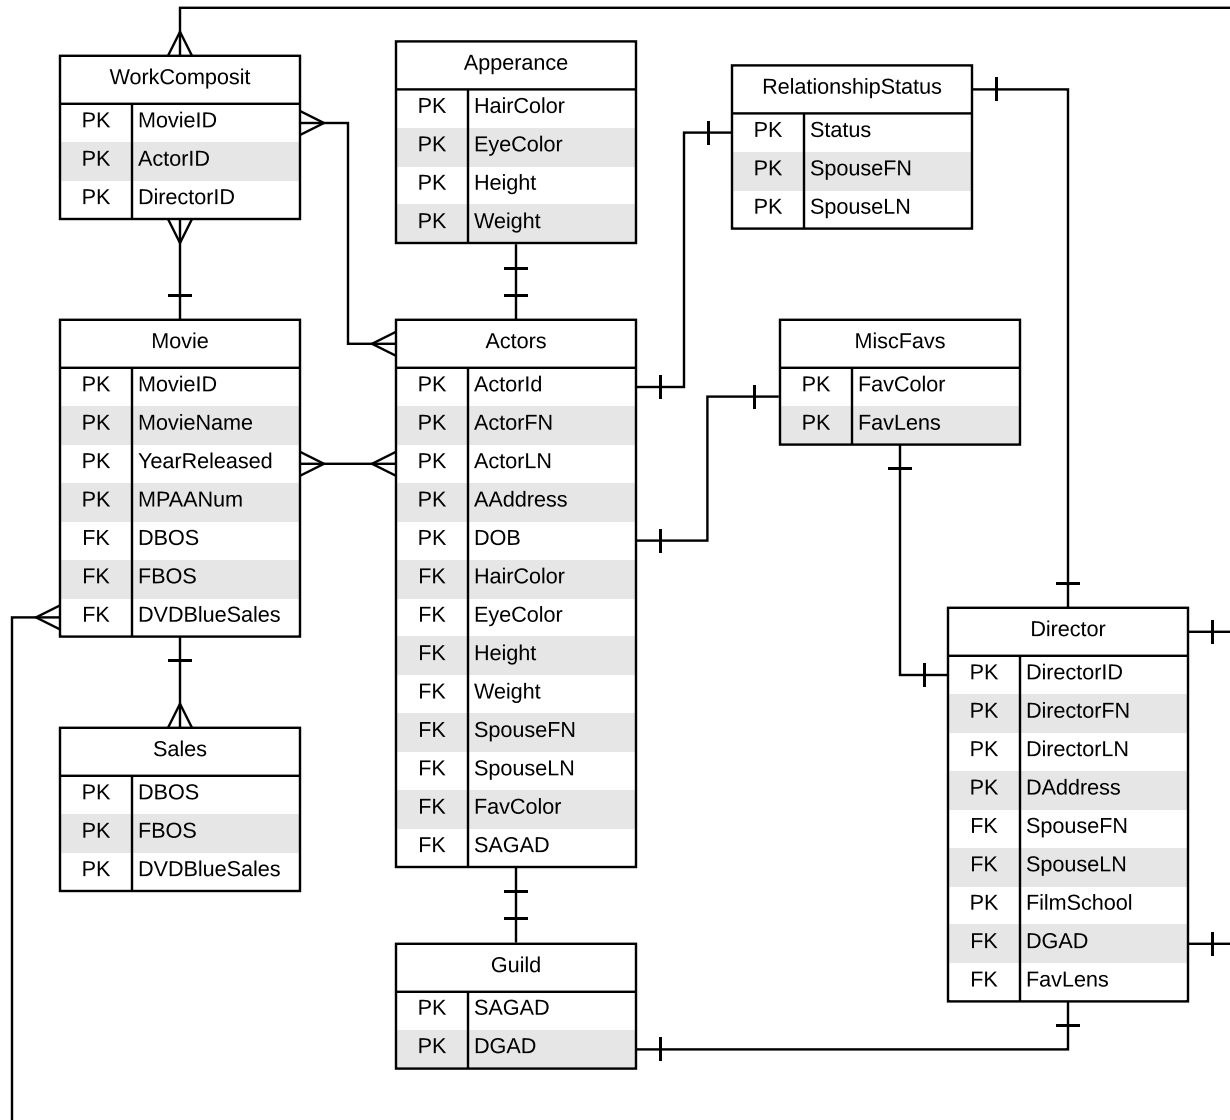 WorkComposit
PK MovieID
PK ActorID
PK DirectorID
Apperance
PK HairColor
PK EyeColor
PK Height
PK Weight
RelationshipStatus
PK Status
PK SpouseFN
PK SpouseLN
Movie
PK MovieID
PK MovieName
PK YearReleased
PK MPAANum
FK DBOS
FK FBOS
FK DVDBlueSales
Actors
PK ActorId
PK ActorFN
PK ActorLN
PK AAddress
PK DOB
FK HairColor
FK EyeColor
FK Height
FK Weight
FK SpouseFN
FK SpouseLN
FK FavColor
FK SAGAD
MiscFavs
PK FavColor
PK FavLens
Director
PK DirectorID
PK DirectorFN
PK DirectorLN
PK DAddress
FK SpouseFN
FK SpouseLN
PK FilmSchool
FK DGAD
FK FavLens
Sales
PK DBOS
PK FBOS
PK DVDBlueSales
Guild
PK SAGAD
PK DGAD